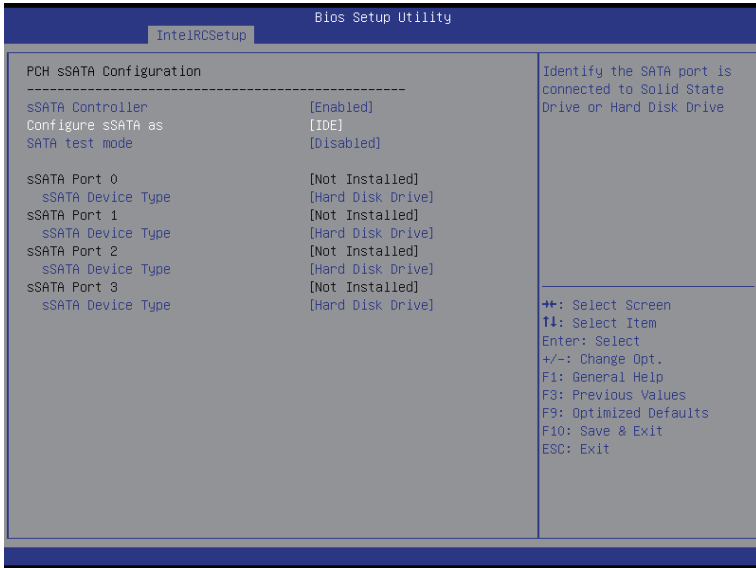 Bios Setup Utility
IntelRCSetup
PCH sSATA Configuration
--------------------------------------------------
sSATA Controller [Enabled]
Configure sSATA as [IDE]
SATA test mode [Disabled]
sSATA Port 0 [Not Installed]
sSATA Device Type [Hard Disk Drive]
sSATA Port 1 [Not Installed]
sSATA Device Type [Hard Disk Drive]
sSATA Port 2 [Not Installed]
sSATA Device Type [Hard Disk Drive]
sSATA Port 3 [Not Installed]
sSATA Device Type [Hard Disk Drive]
Identify the SATA port is
connected to Solid State
Drive or Hard Disk Drive
→←: Select Screen
↑↓: Select Item
Enter: Select
+/-: Change Opt.
F1: General Help
F3: Previous Values
F9: Optimized Defaults
F10: Save & Exit
ESC: Exit